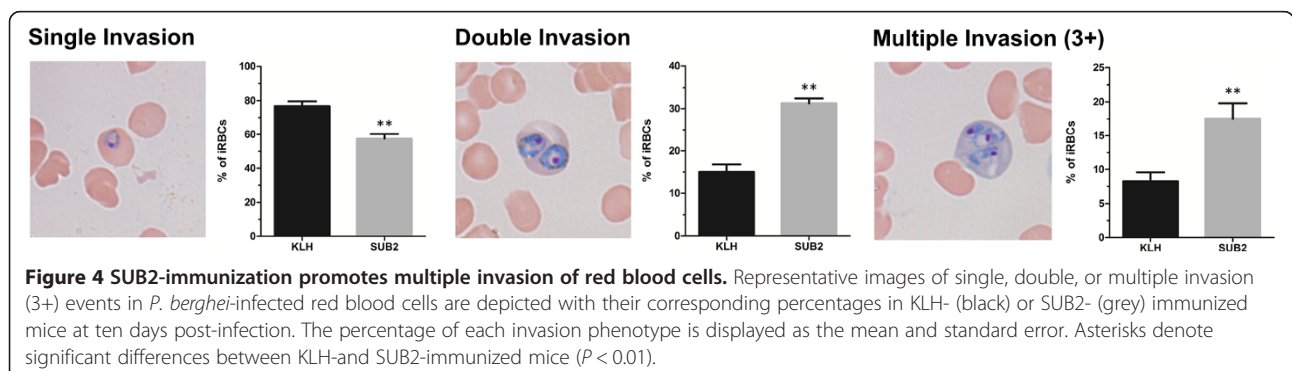 Single Invasion
Double Invasion
Multiple Invasion (3+)
% of iRBCs
100
80
60
40
20
0
**
KLH
SUB2
% of iRBCs
40
30
20
10
0
**
KLH
SUB2
% of iRBCs
25
20
15
10
5
0
**
KLH
SUB2
Figure 4 SUB2-immunization promotes multiple invasion of red blood cells. Representative images of single, double, or multiple invasion
(3+) events in P. berghei-infected red blood cells are depicted with their corresponding percentages in KLH- (black) or SUB2- (grey) immunized
mice at ten days post-infection. The percentage of each invasion phenotype is displayed as the mean and standard error. Asterisks denote
significant differences between KLH-and SUB2-immunized mice (P < 0.01).